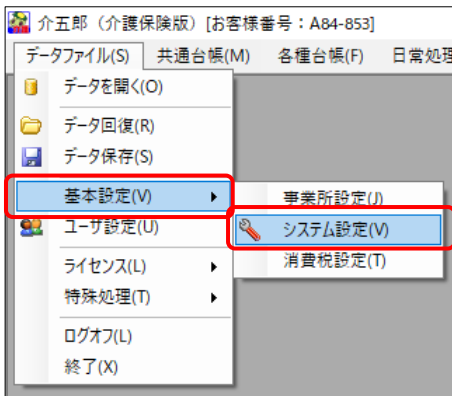 介五郎（介護保険版）[お客様番号：A84-853]
データファイル(S) 共通台帳(M) 各種台帳(F) 日常処理
データを開く(O)
データ回復(R)
データ保存(S)
基本設定(V)
事業所設定(J)
ユーザ設定(U)
システム設定(V)
消費税設定(T)
ライセンス(L)
特殊処理(T)
ログオフ(L)
終了(X)